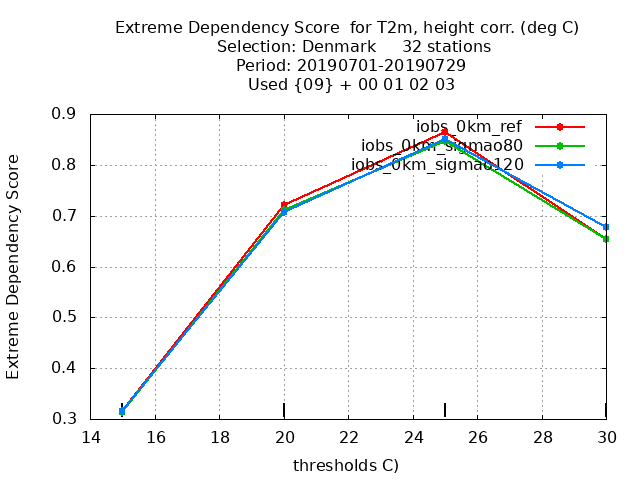 Extreme Dependency Score  for T2m, height corr. (deg C)
Selection: Denmark     32 stations
Period: 20190701-20190729
Used {09} + 00 01 02 03
iobs_0km_ref
iobs_0km_sigmao80
iobs_0km_sigmao120
Extreme Dependency Score
0.9
0.8
0.7
0.6
0.5
0.4
0.3
14 16 18 20 22 24 26 28 30
thresholds C)